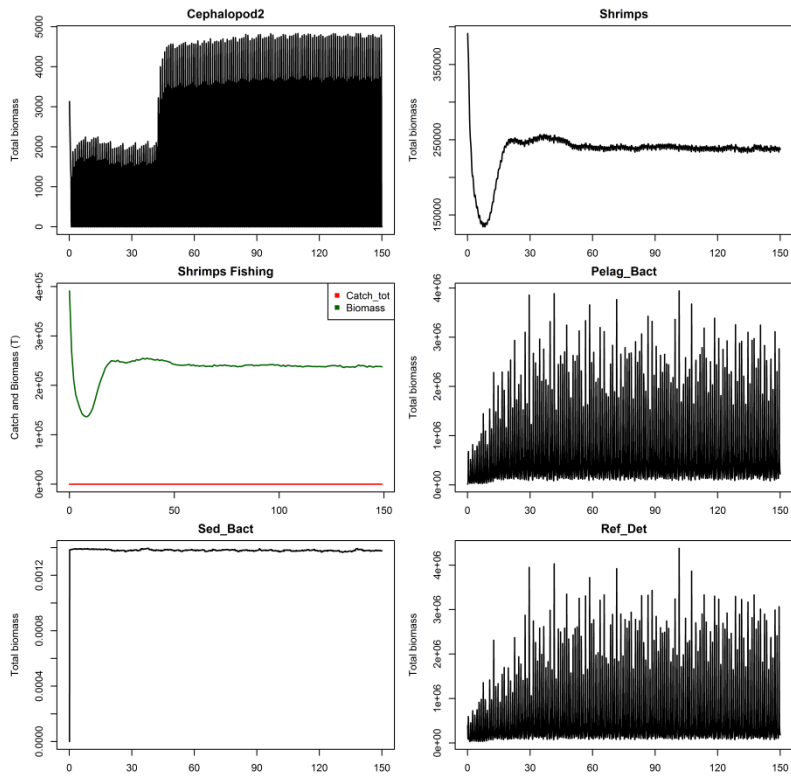 Cephalopod2
Total biomass
5000
4000
3000
2000
1000
0
0 30 60 90 120 150
Shrimps
Total biomass
350000
250000
150000
0 30 60 90 120 150
Shrimps Fishing
Catch and Biomass (T)
4e+05
3e+05
2e+05
1e+05
0e+00
Catch_tot
Biomass
0 50 100 150
Pelag_Bact
Total biomass
4e+06
3e+06
2e+06
1e+06
0e+00
0 30 60 90 120 150
Sed_Bact
Total biomass
0.0012
0.0008
0.0004
0.0000
0 30 60 90 120 150
Ref_Det
Total biomass
4e+06
3e+06
2e+06
1e+06
0e+00
0 30 60 90 120 150